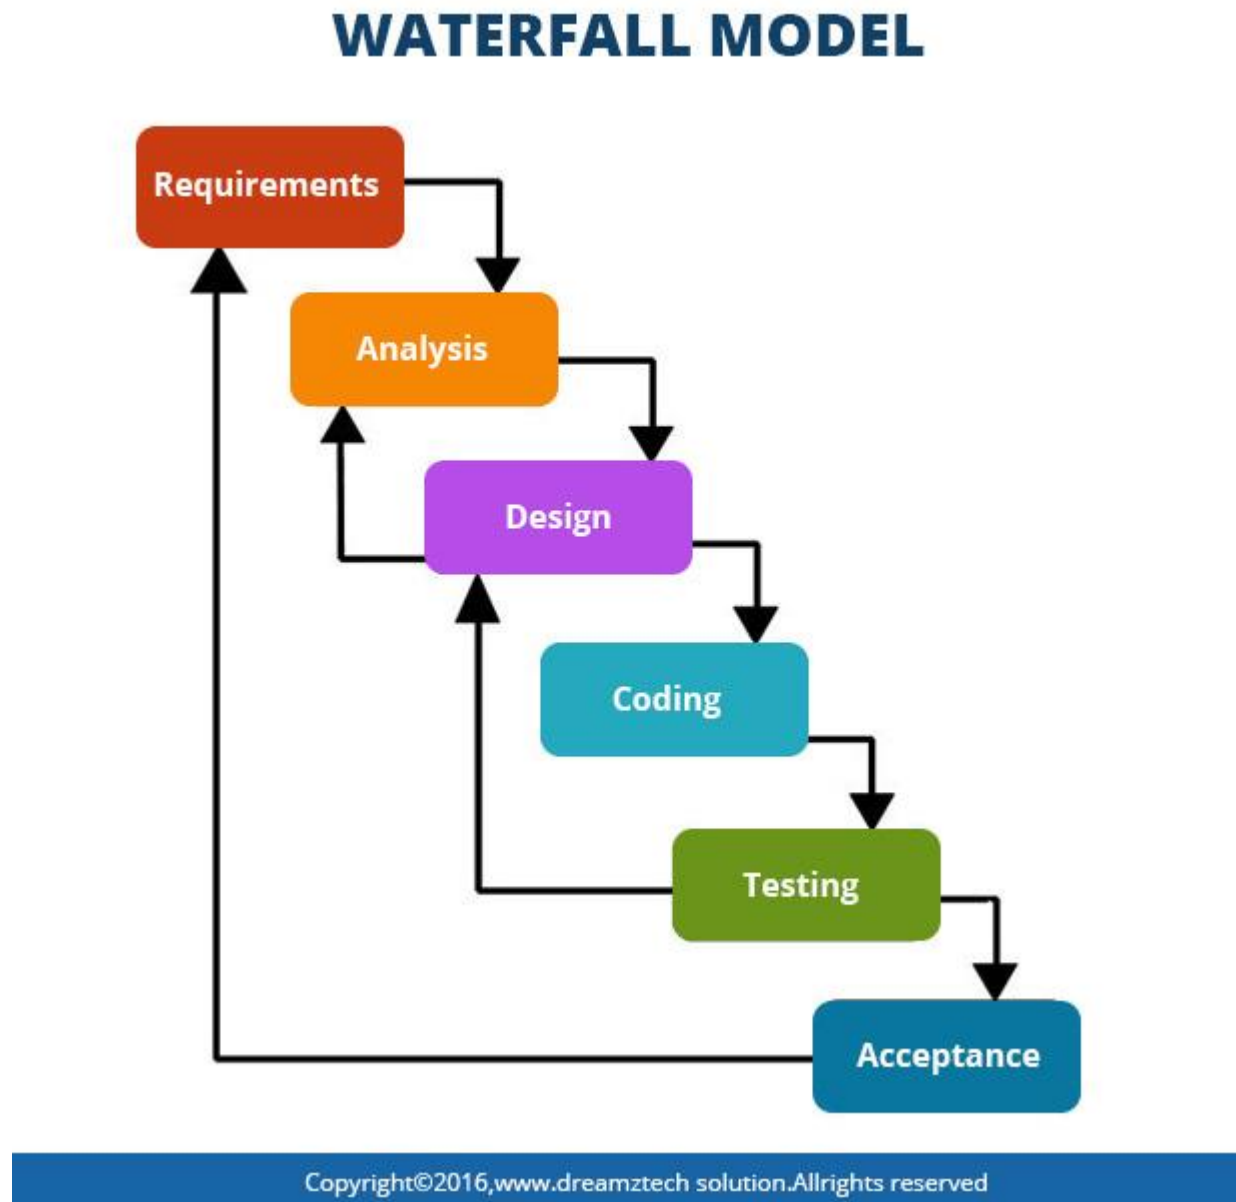 WATERFALL MODEL
Requirements
Analysis
Design
Coding
Testing
Acceptance
Copyright©2016,www.dreamztech solution.Allrights reserved